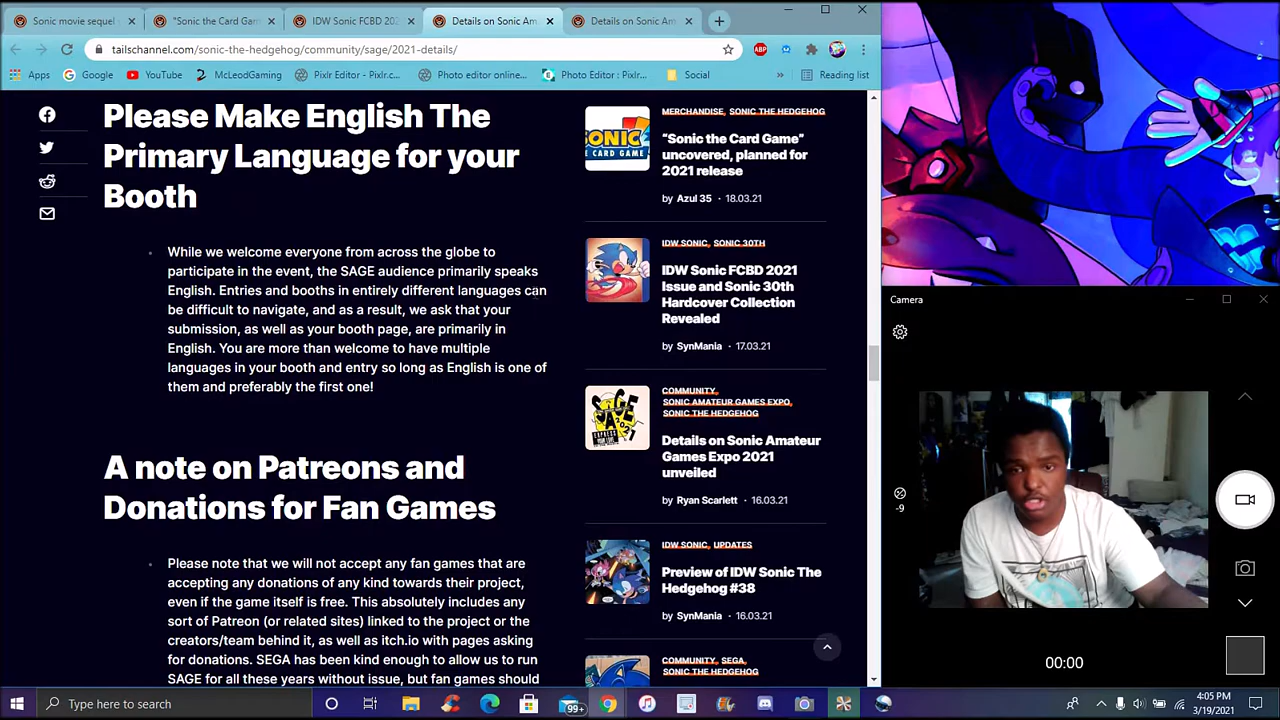 Sonic movie sequel
"Sonic the Card Gam
IDW Sonic FCBD 202
Details on Sonic Am
Details on Sonic Am
tailschannel.com/sonic-the-hedgehog/community/sage/2021-details/
ABP
Apps
Google
YouTube
McLeodGaming
Pixlr Editor - Pixlr.c...
Photo editor online...
Photo Editor : Pixlr...
Social
»
Reading list
Please Make English The
Primary Language for your
Booth
While we welcome everyone from across the globe to
participate in the event, the SAGE audience primarily speaks
English. Entries and booths in entirely different languages can
be difficult to navigate, and as a result, we ask that your
submission, as well as your booth page, are primarily in
English. You are more than welcome to have multiple
languages in your booth and entry so long as English is one of
them and preferably the first one!
A note on Patreons and
Donations for Fan Games
Please note that we will not accept any fan games that are
accepting any donations of any kind towards their project,
even if the game itself is free. This absolutely includes any
sort of Patreon (or related sites) linked to the project or the
creators/team behind it, as well as itch.io with pages asking
for donations. SEGA has been kind enough to allow us to run
SAGE for all these years without issue, but fan games should
SONIC
THE CARD GAME
MERCHANDISE, SONIC THE HEDGEHOG
"Sonic the Card Game"
uncovered, planned for
2021 release
by Azul 35 · 18.03.21
IDW SONIC, SONIC 30TH
IDW Sonic FCBD 2021
Issue and Sonic 30th
Hardcover Collection
Revealed
by SynMania · 17.03.21
SAGE
2021
COMMUNITY,
SONIC AMATEUR GAMES EXPO,
SONIC THE HEDGEHOG
Details on Sonic Amateur
Games Expo 2021
unveiled
by Ryan Scarlett · 16.03.21
IDW SONIC, UPDATES
Preview of IDW Sonic The
Hedgehog #38
by SynMania · 16.03.21
COMMUNITY, SEGA,
SONIC THE HEDGEHOG
Camera
-9
00:00
Type here to search
99+
4:05 PM
3/19/2021